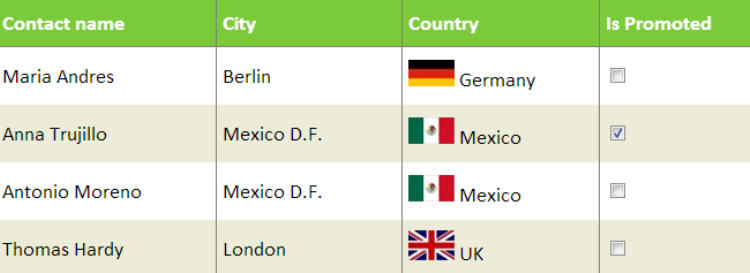 Contact name City Country Is Promoted
Maria Andres Berlin Germany
Anna Trujillo Mexico D.F. Mexico
Antonio Moreno Mexico D.F. Mexico
Thomas Hardy London UK